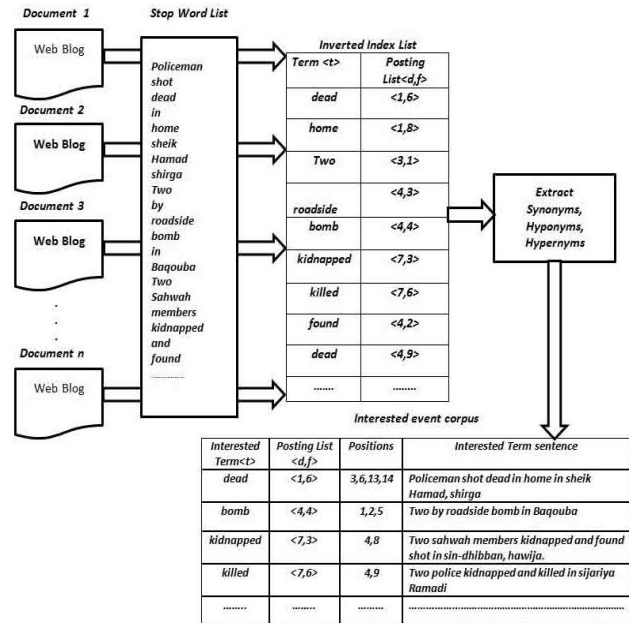 Document 1
Stop Word List
Web Blog
Document 2
Web Blog
Document 3
Web Blog
.
.
.
Document n
Web Blog
Policeman
shot
dead
in
home
sheik
Hamad
shirga
Two
by
roadside
bomb
in
Baqouba
Two
Sahwah
members
kidnapped
and
found
..............
Inverted Index List
Term <t> Posting
List<d,f>
dead <1,6>
home <1,8>
Two <3,1>
roadside <4,3>
bomb <4,4>
kidnapped <7,3>
killed <7,6>
found <4,2>
dead <4,9>
....... ........
Extract
Synonyms,
Hyponyms,
Hypernyms
Interested event corpus
Interested Posting List Positions Interested Term sentence
Term<t> <d,f>
dead <1,6> 3,6,13,14 Policeman shot dead in home in sheik
Hamad, shirga
bomb <4,4> 1,2,5 Two by roadside bomb in Baqouba
kidnapped <7,3> 4,8 Two sahwah members kidnapped and found
shot in sin-dhibban, hawija.
killed <7,6> 4,9 Two police kidnapped and killed in sijariya
Ramadi
........ ........ ......... ........................................................................